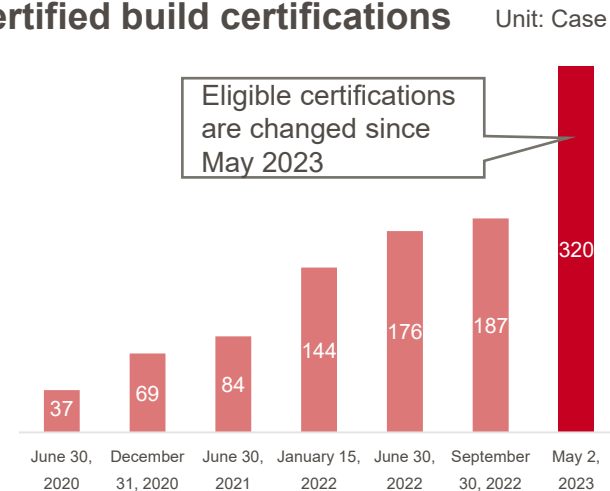 ertified build certifications
Unit: Case
Eligible certifications
are changed since
May 2023
320
187
176
144
84
69
37
June 30, 2020
December 31, 2020
June 30, 2021
January 15, 2022
June 30, 2022
September 30, 2022
May 2, 2023